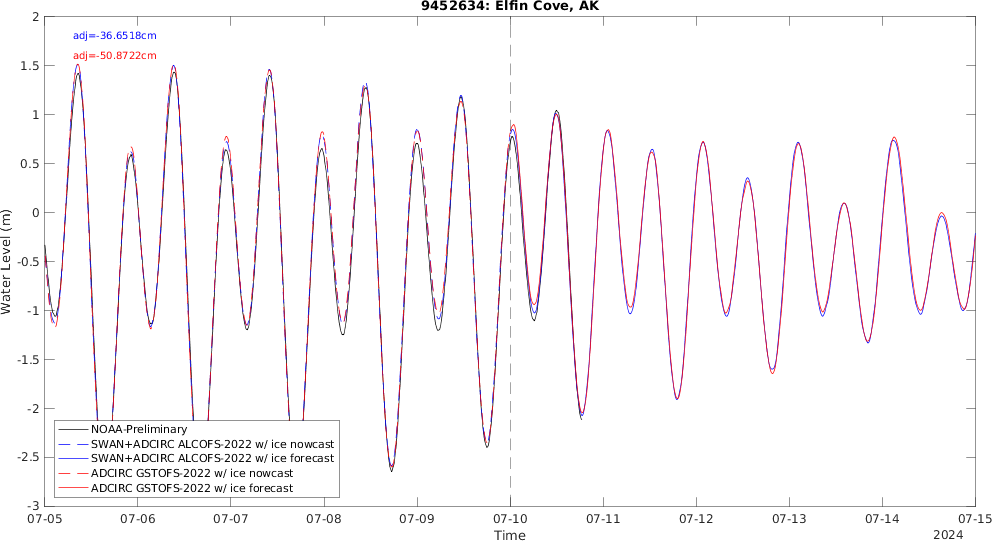 9452634: Elfin Cove, AK
adj=-36.6518cm
adj=-50.8722cm
2
1.5
1
0.5
0
-0.5
-1
-1.5
-2
-2.5
-3
Water Level (m)
NOAA-Preliminary
SWAN+ADCIRC ALCOFS-2022 w/ ice nowcast
SWAN+ADCIRC ALCOFS-2022 w/ ice forecast
ADCIRC GSTOFS-2022 w/ ice nowcast
ADCIRC GSTOFS-2022 w/ ice forecast
07-05 07-06 07-07 07-08 07-09 07-10 07-11 07-12 07-13 07-14 07-15
Time
2024